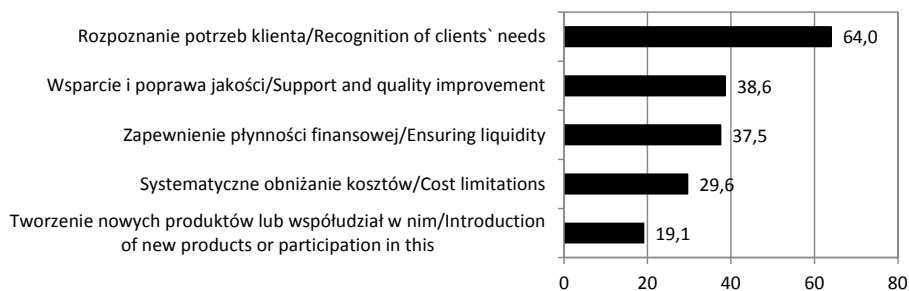 Rozpoznanie potrzeb klienta/Recognition of clients` needs
64,0
Wsparcie i poprawa jakości/Support and quality improvement
38,6
Zapewnienie płynności finansowej/Ensuring liquidity
37,5
Systematyczne obniżanie kosztów/Cost limitations
29,6
Tworzenie nowych produktów lub współudział w nim/Introduction
of new products or participation in this
19,1
0 20 40 60 80